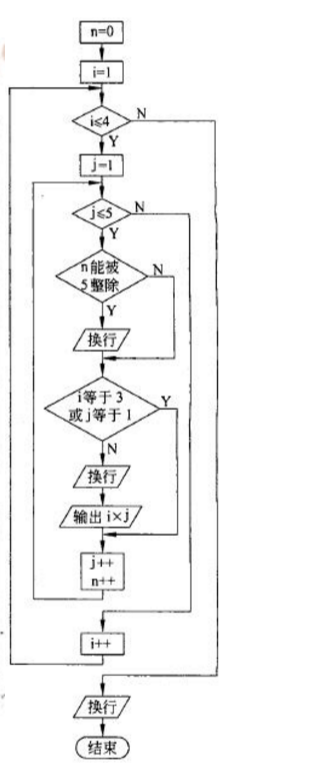 n=0
i=1
i≤4
N
Y
j=1
j≤5
N
Y
n能被
5整除
N
Y
换行
i等于3
或j等于1
Y
N
换行
输出i×j
j++
n++
i++
换行
结束